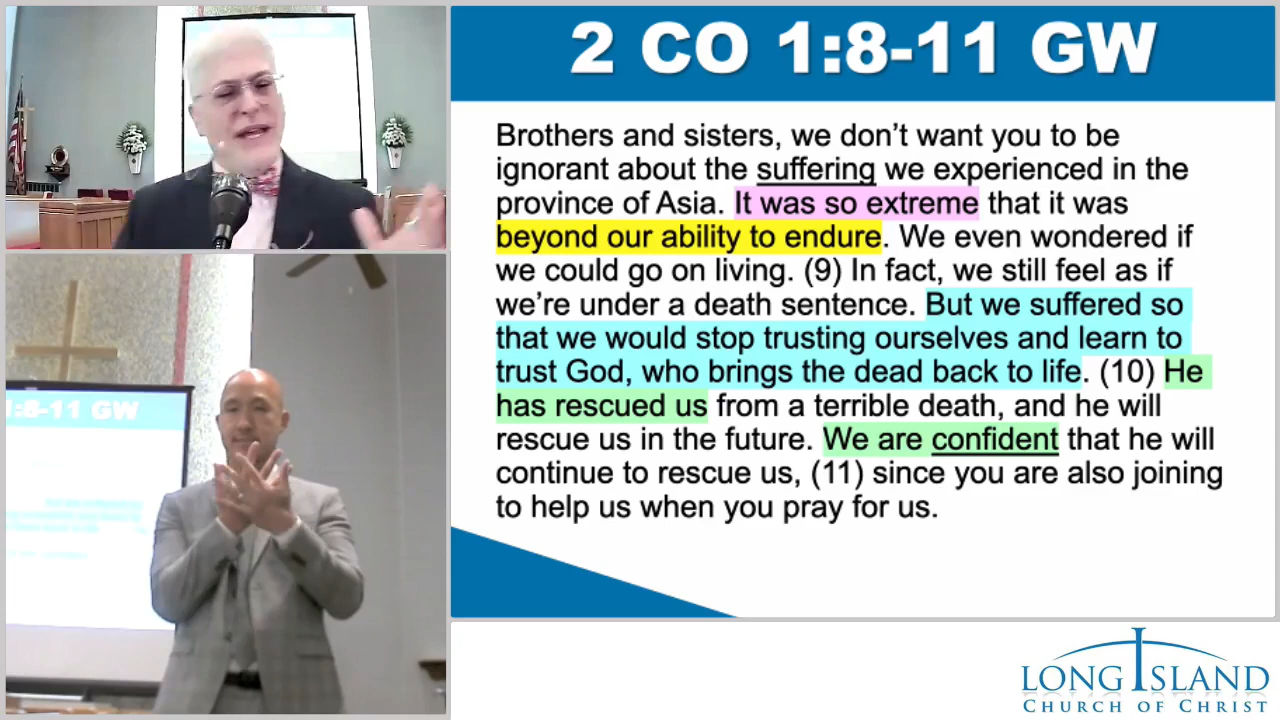 2 CO 1:8-11 GW
Brothers and sisters, we don't want you to be
ignorant about the suffering we experienced in the
province of Asia. It was so extreme that it was
beyond our ability to endure. We even wondered if
we could go on living. (9) In fact, we still feel as if
we're under a death sentence. But we suffered so
that we would stop trusting ourselves and learn to
trust God, who brings the dead back to life. (10) He
has rescued us from a terrible death, and he will
rescue us in the future. We are confident that he will
continue to rescue us, (11) since you are also joining
to help us when you pray for us.
1:8-11 GW
LONG ISLAND
CHURCH OF CHRIST